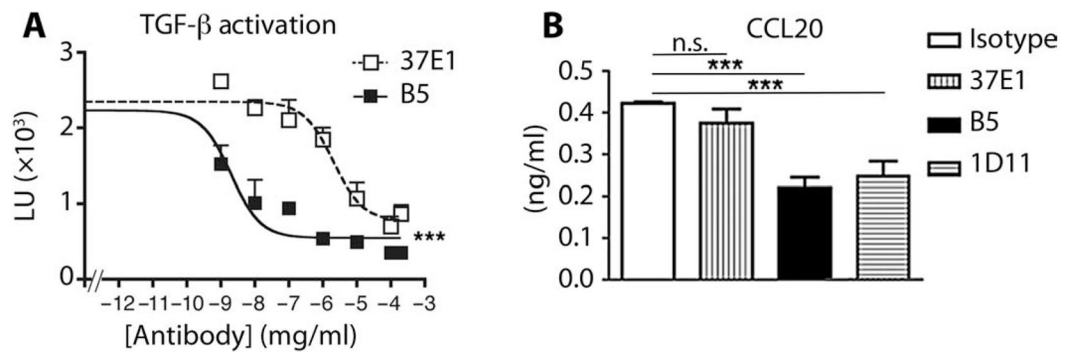 A
TGF-β activation
3
2
1
0
LU (×10³)
−12 −11 −10 −9 −8 −7 −6 −5 −4 −3
[Antibody] (mg/ml)
37E1
B5
***
B
CCL20
n.s.
***
***
0.5
0.4
0.3
0.2
0.1
0.0
(ng/ml)
Isotype
37E1
B5
1D11